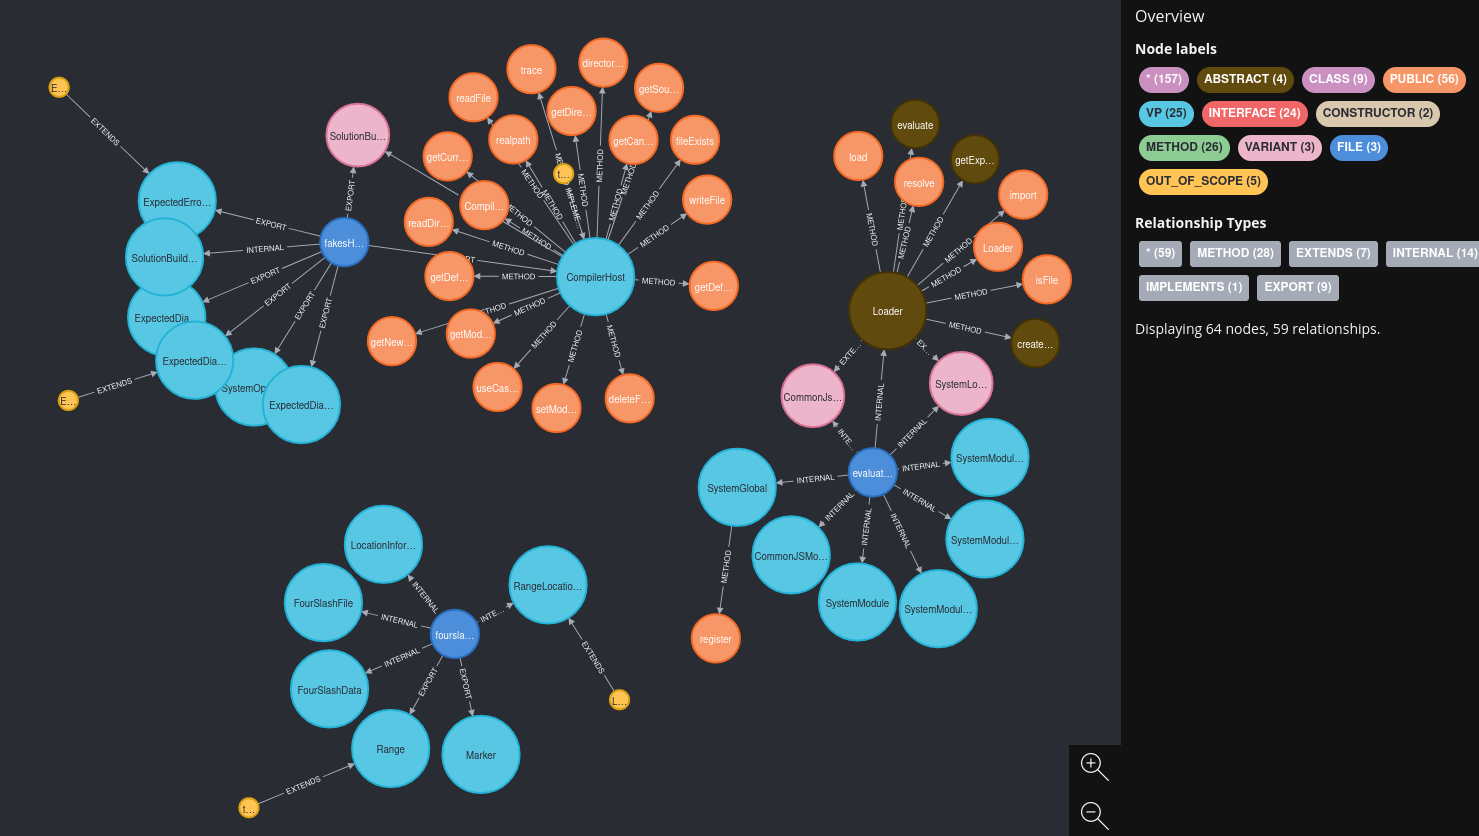 E...
EXTENDS
ExpectedErro...
SolutionBuild...
ExpectedDia...
ExpectedDia...
SystemOp
ExpectedDia...
E...
EXTENDS
EXPORT
INTERNAL
EXPORT
EXPORT
EXPORT
EXPORT
EXPORT
fakesH...
SolutionBu...
readFile
trace
director...
getSou...
getDire...
realpath
getCan...
fileExists
getCurr...
t...
Compil...
readDir...
writeFile
getDef...
CompilerHost
getDef...
getNew...
getMod...
useCas...
setMod...
deleteF...
METHOD
METHOD
METHOD
METHOD
METHOD
METHOD
METHOD
METHOD
METHOD
METHOD
METHOD
METHOD
IMPLEME...
evaluate
load
resolve
getExp...
import
Loader
isFile
create...
Loader
METHOD
METHOD
METHOD
METHOD
METHOD
METHOD
METHOD
METHOD
EXTE...
EX...
CommonJs...
SystemLo...
INTERNAL
INTE...
INTERNAL
evaluat...
SystemModul...
SystemModul...
SystemModul...
SystemModule
CommonJSMo...
SystemGlobal
INTERNAL
INTERNAL
INTERNAL
INTERNAL
INTERNAL
INTERNAL
METHOD
register
LocationInfor...
FourSlashFile
FourSlashData
Range
Marker
RangeLocatio...
foursla...
INTERNAL
INTERNAL
INTERNAL
INTE...
EXPORT
EXPORT
EXTENDS
L...
EXTENDS
t...
Overview
Node labels
* (157) ABSTRACT (4) CLASS (9) PUBLIC (56)
VP (25) INTERFACE (24) CONSTRUCTOR (2)
METHOD (26) VARIANT (3) FILE (3)
OUT_OF_SCOPE (5)
Relationship Types
* (59) METHOD (28) EXTENDS (7) INTERNAL (14)
IMPLEMENTS (1) EXPORT (9)
Displaying 64 nodes, 59 relationships.